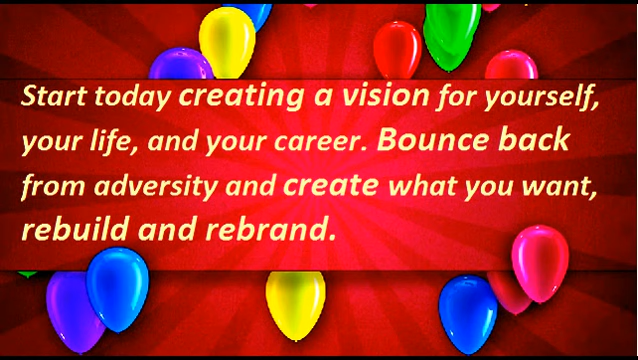 Start today creating a vision for yourself,
your life, and your career. Bounce back
from adversity and create what you want,
rebuild and rebrand.